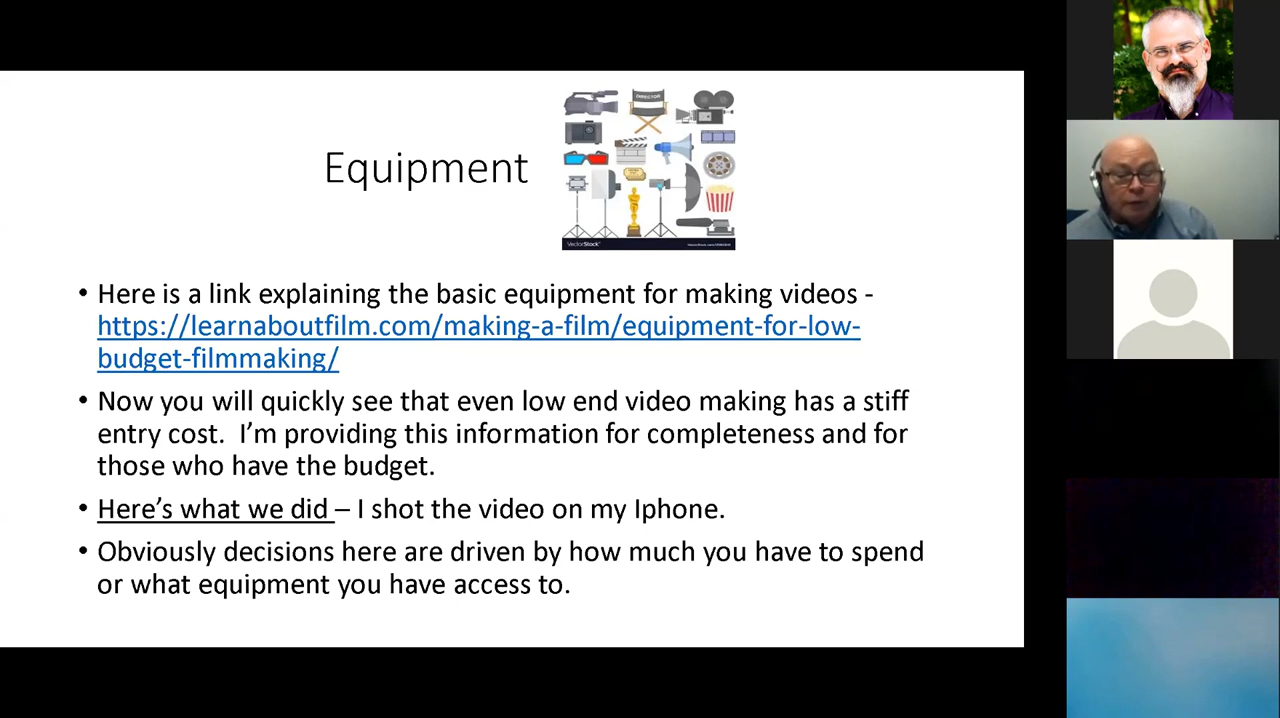 Equipment
DIRECTOR
VectorStock
• Here is a link explaining the basic equipment for making videos -
https://learnaboutfilm.com/making-a-film/equipment-for-low-
budget-filmmaking/
• Now you will quickly see that even low end video making has a stiff
entry cost.  I’m providing this information for completeness and for
those who have the budget.
• Here’s what we did – I shot the video on my Iphone.
• Obviously decisions here are driven by how much you have to spend
or what equipment you have access to.